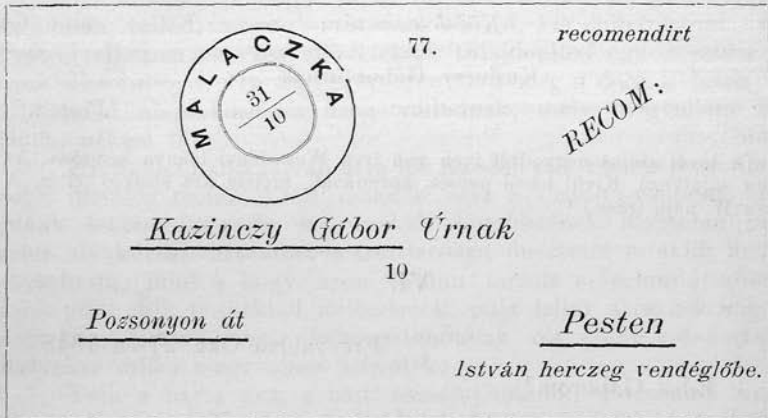 77. recomendirt
MALACZKA
31
10
RECOM:
Kazinczy Gábor Úrnak
10
Pozsonyon át
Pesten
István herczeg vendéglőbe.